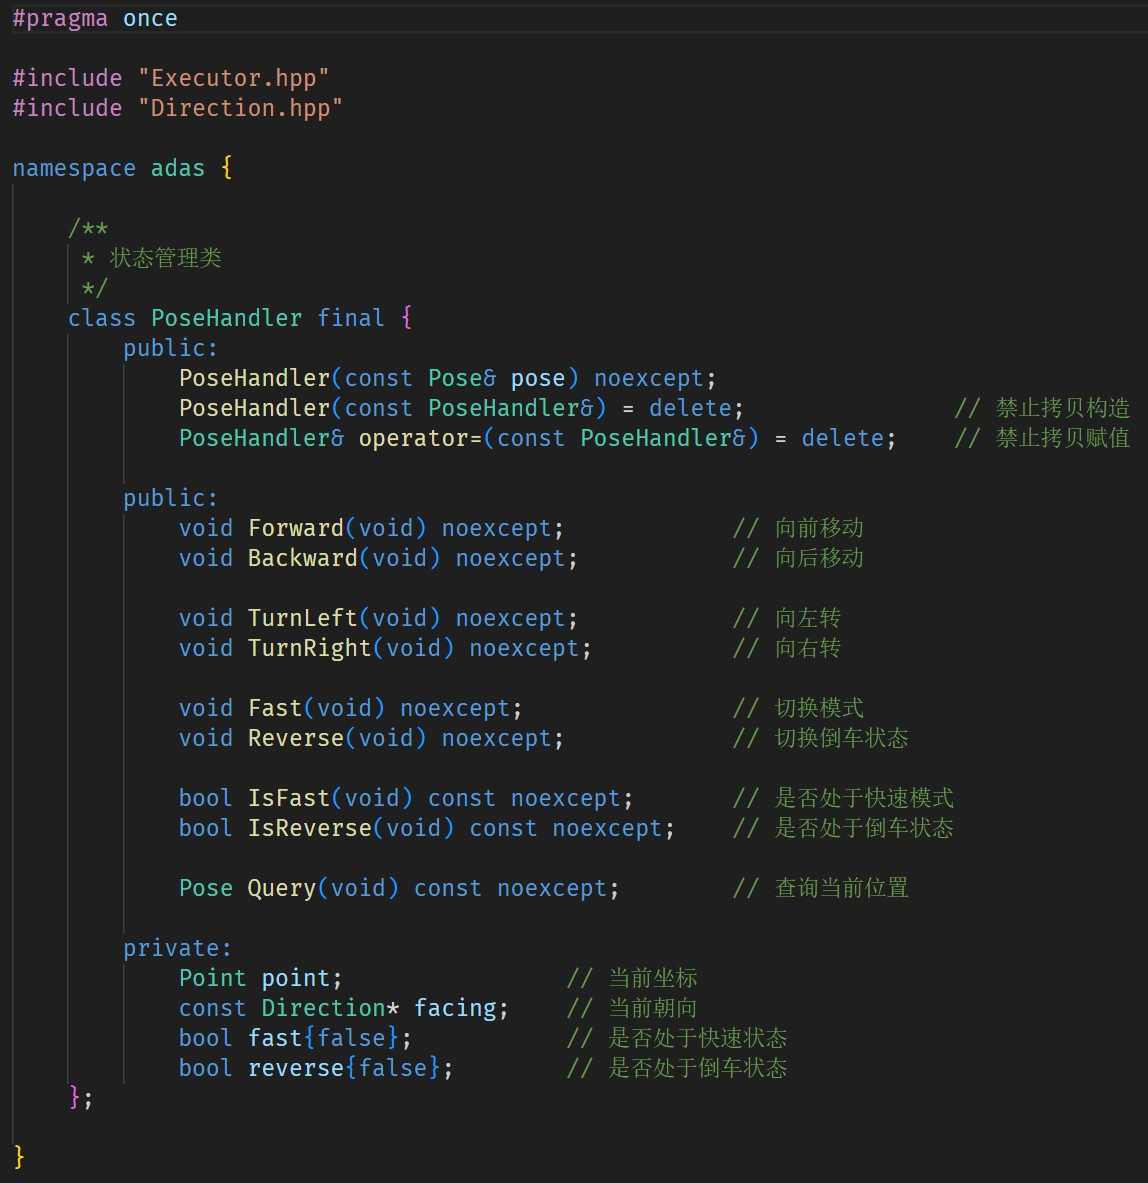 #pragma once
#include "Executor.hpp"
#include "Direction.hpp"
namespace adas {
/**
* 状态管理类
*/
class PoseHandler final {
public:
PoseHandler(const Pose& pose) noexcept;
PoseHandler(const PoseHandler&) = delete; // 禁止拷贝构造
PoseHandler& operator=(const PoseHandler&) = delete; // 禁止拷贝赋值
public:
void Forward(void) noexcept; // 向前移动
void Backward(void) noexcept; // 向后移动
void TurnLeft(void) noexcept; // 向左转
void TurnRight(void) noexcept; // 向右转
void Fast(void) noexcept; // 切换模式
void Reverse(void) noexcept; // 切换倒车状态
bool IsFast(void) const noexcept; // 是否处于快速模式
bool IsReverse(void) const noexcept; // 是否处于倒车状态
Pose Query(void) const noexcept; // 查询当前位置
private:
Point point; // 当前坐标
const Direction* facing; // 当前朝向
bool fast{false}; // 是否处于快速状态
bool reverse{false}; // 是否处于倒车状态
};
}